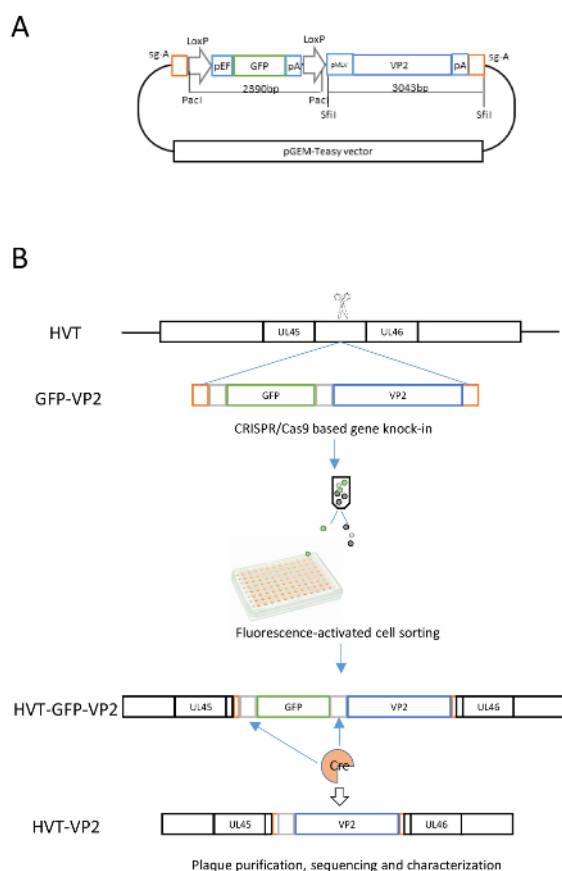 A
sg-A LoxP LoxP sg-A
pEF GFP pA pMLV VP2 pA
PacI 2390bp PacI 3043bp
SfiI SfiI
pGEM-Teasy vector
B
HVT UL45 UL46
GFP-VP2 GFP VP2
CRISPR/Cas9 based gene knock-in
Fluorescence-activated cell sorting
HVT-GFP-VP2 UL45 GFP VP2 UL46
Cre
HVT-VP2 UL45 VP2 UL46
Plaque purification, sequencing and characterization